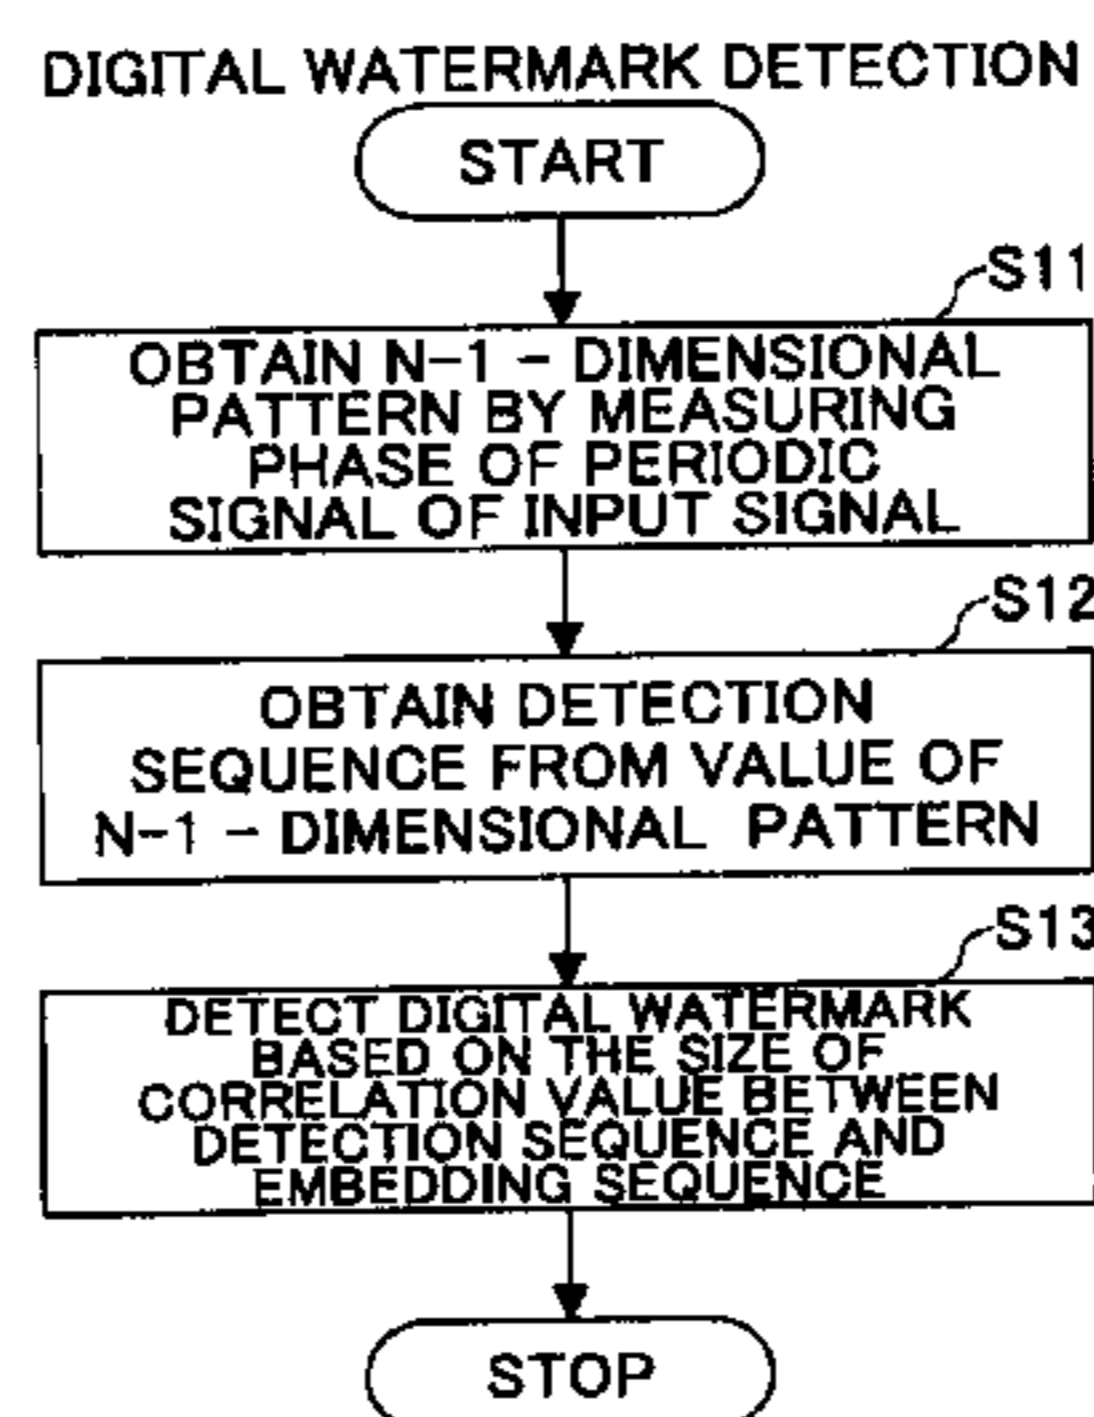 DIGITAL WATERMARK DETECTION
START
S11
OBTAIN N-1 - DIMENSIONAL
PATTERN BY MEASURING
PHASE OF PERIODIC
SIGNAL OF INPUT SIGNAL
S12
OBTAIN DETECTION
SEQUENCE FROM VALUE OF
N-1 - DIMENSIONAL PATTERN
S13
DETECT DIGITAL WATERMARK
BASED ON THE SIZE OF
CORRELATION VALUE BETWEEN
DETECTION SEQUENCE AND
EMBEDDING SEQUENCE
STOP